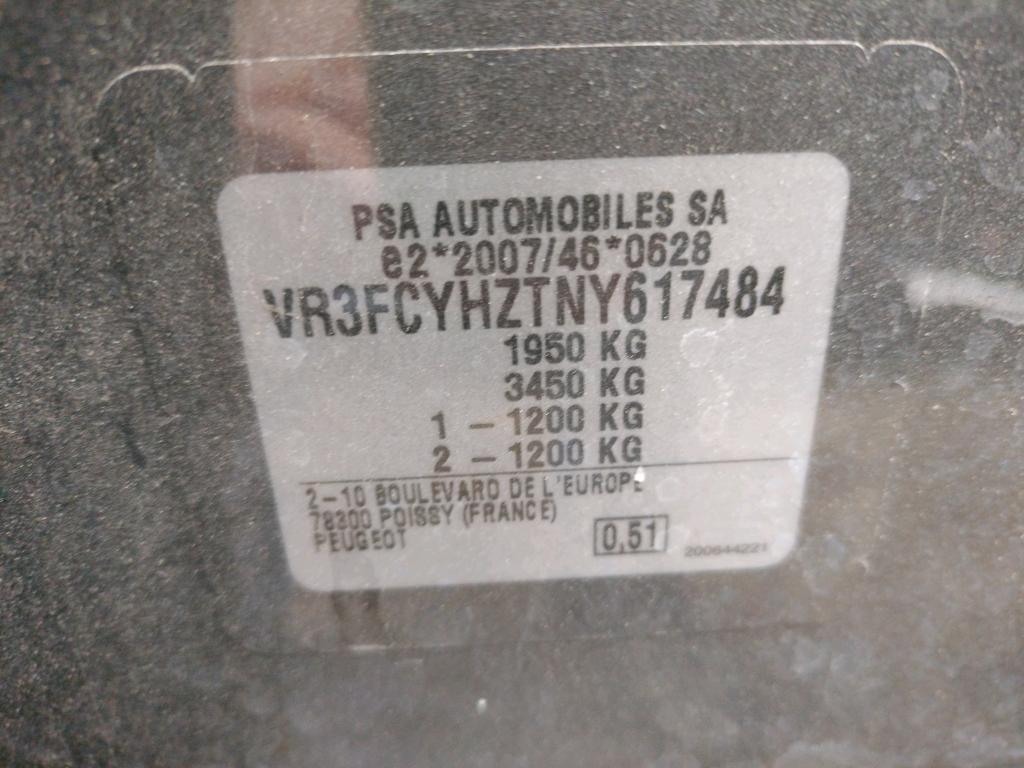 PSA AUTOMOBILES SA
e2*2007/46*0628
VR3FCYHZTNY617484
1950 KG
3450 KG
1 - 1200 KG
2 - 1200 KG
2-10 BOULEVARD DE L'EUROPE
78300 POISSY (FRANCE)
PEUGEOT
0,51
200644221